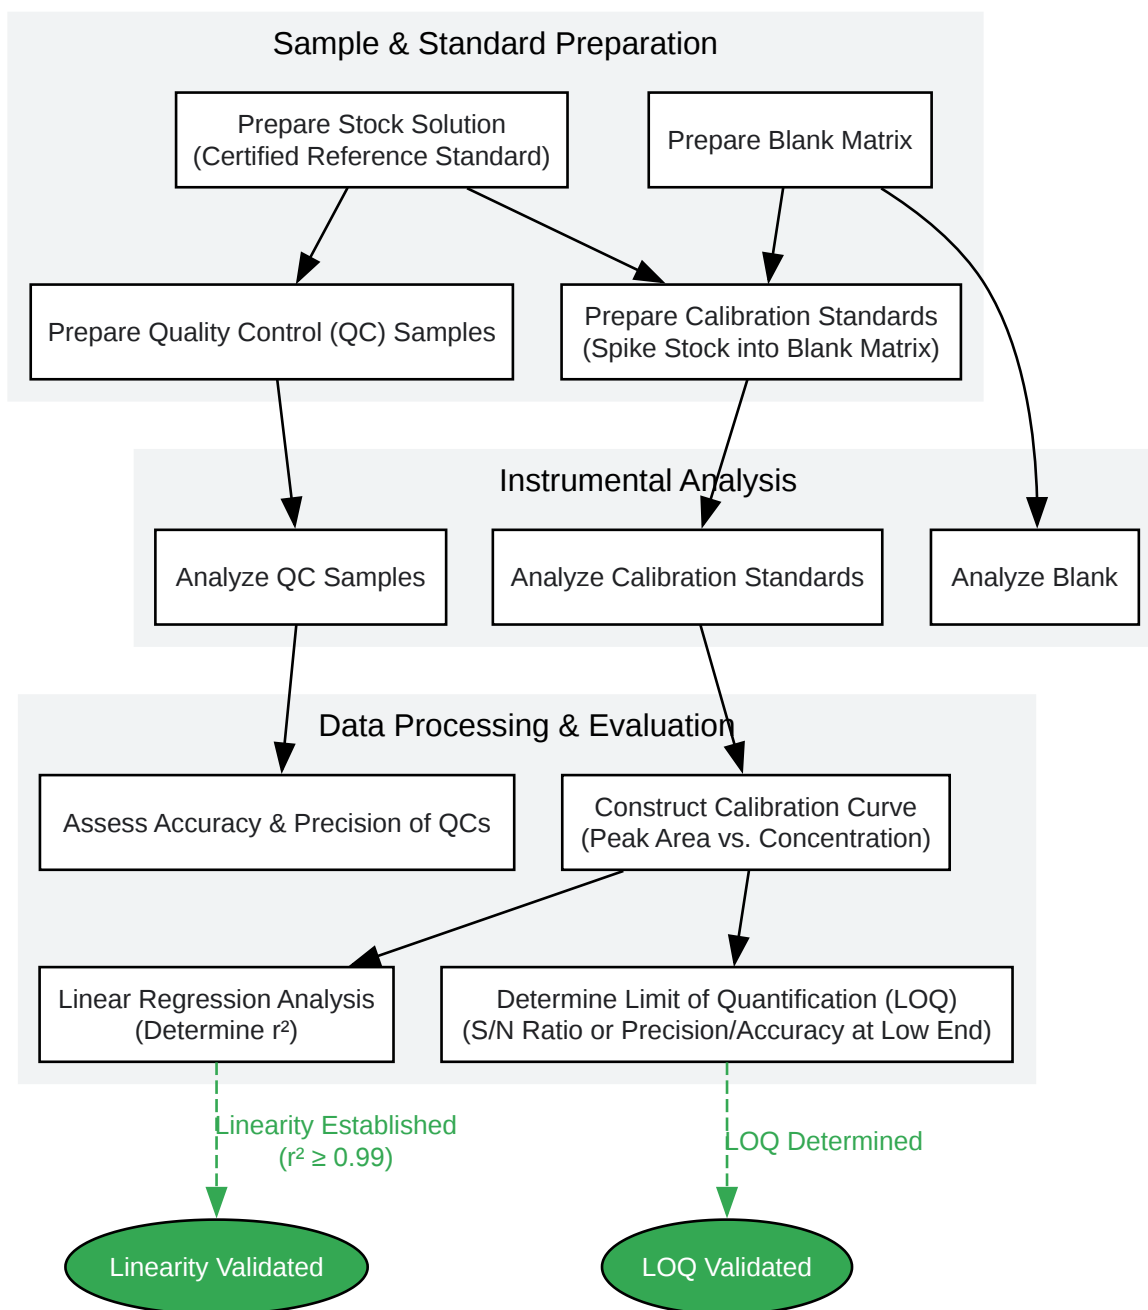 Sample & Standard Preparation
Prepare Stock Solution
(Certified Reference Standard)
Prepare Blank Matrix
Prepare Quality Control (QC) Samples
Prepare Calibration Standards
(Spike Stock into Blank Matrix)
Instrumental Analysis
Analyze QC Samples
Analyze Calibration Standards
Analyze Blank
Data Processing & Evaluation
Assess Accuracy & Precision of QCs
Construct Calibration Curve
(Peak Area vs. Concentration)
Linear Regression Analysis
(Determine r²)
Determine Limit of Quantification (LOQ)
(S/N Ratio or Precision/Accuracy at Low End)
Linearity Established
(r² ≥ 0.99)
LOQ Determined
Linearity Validated
LOQ Validated